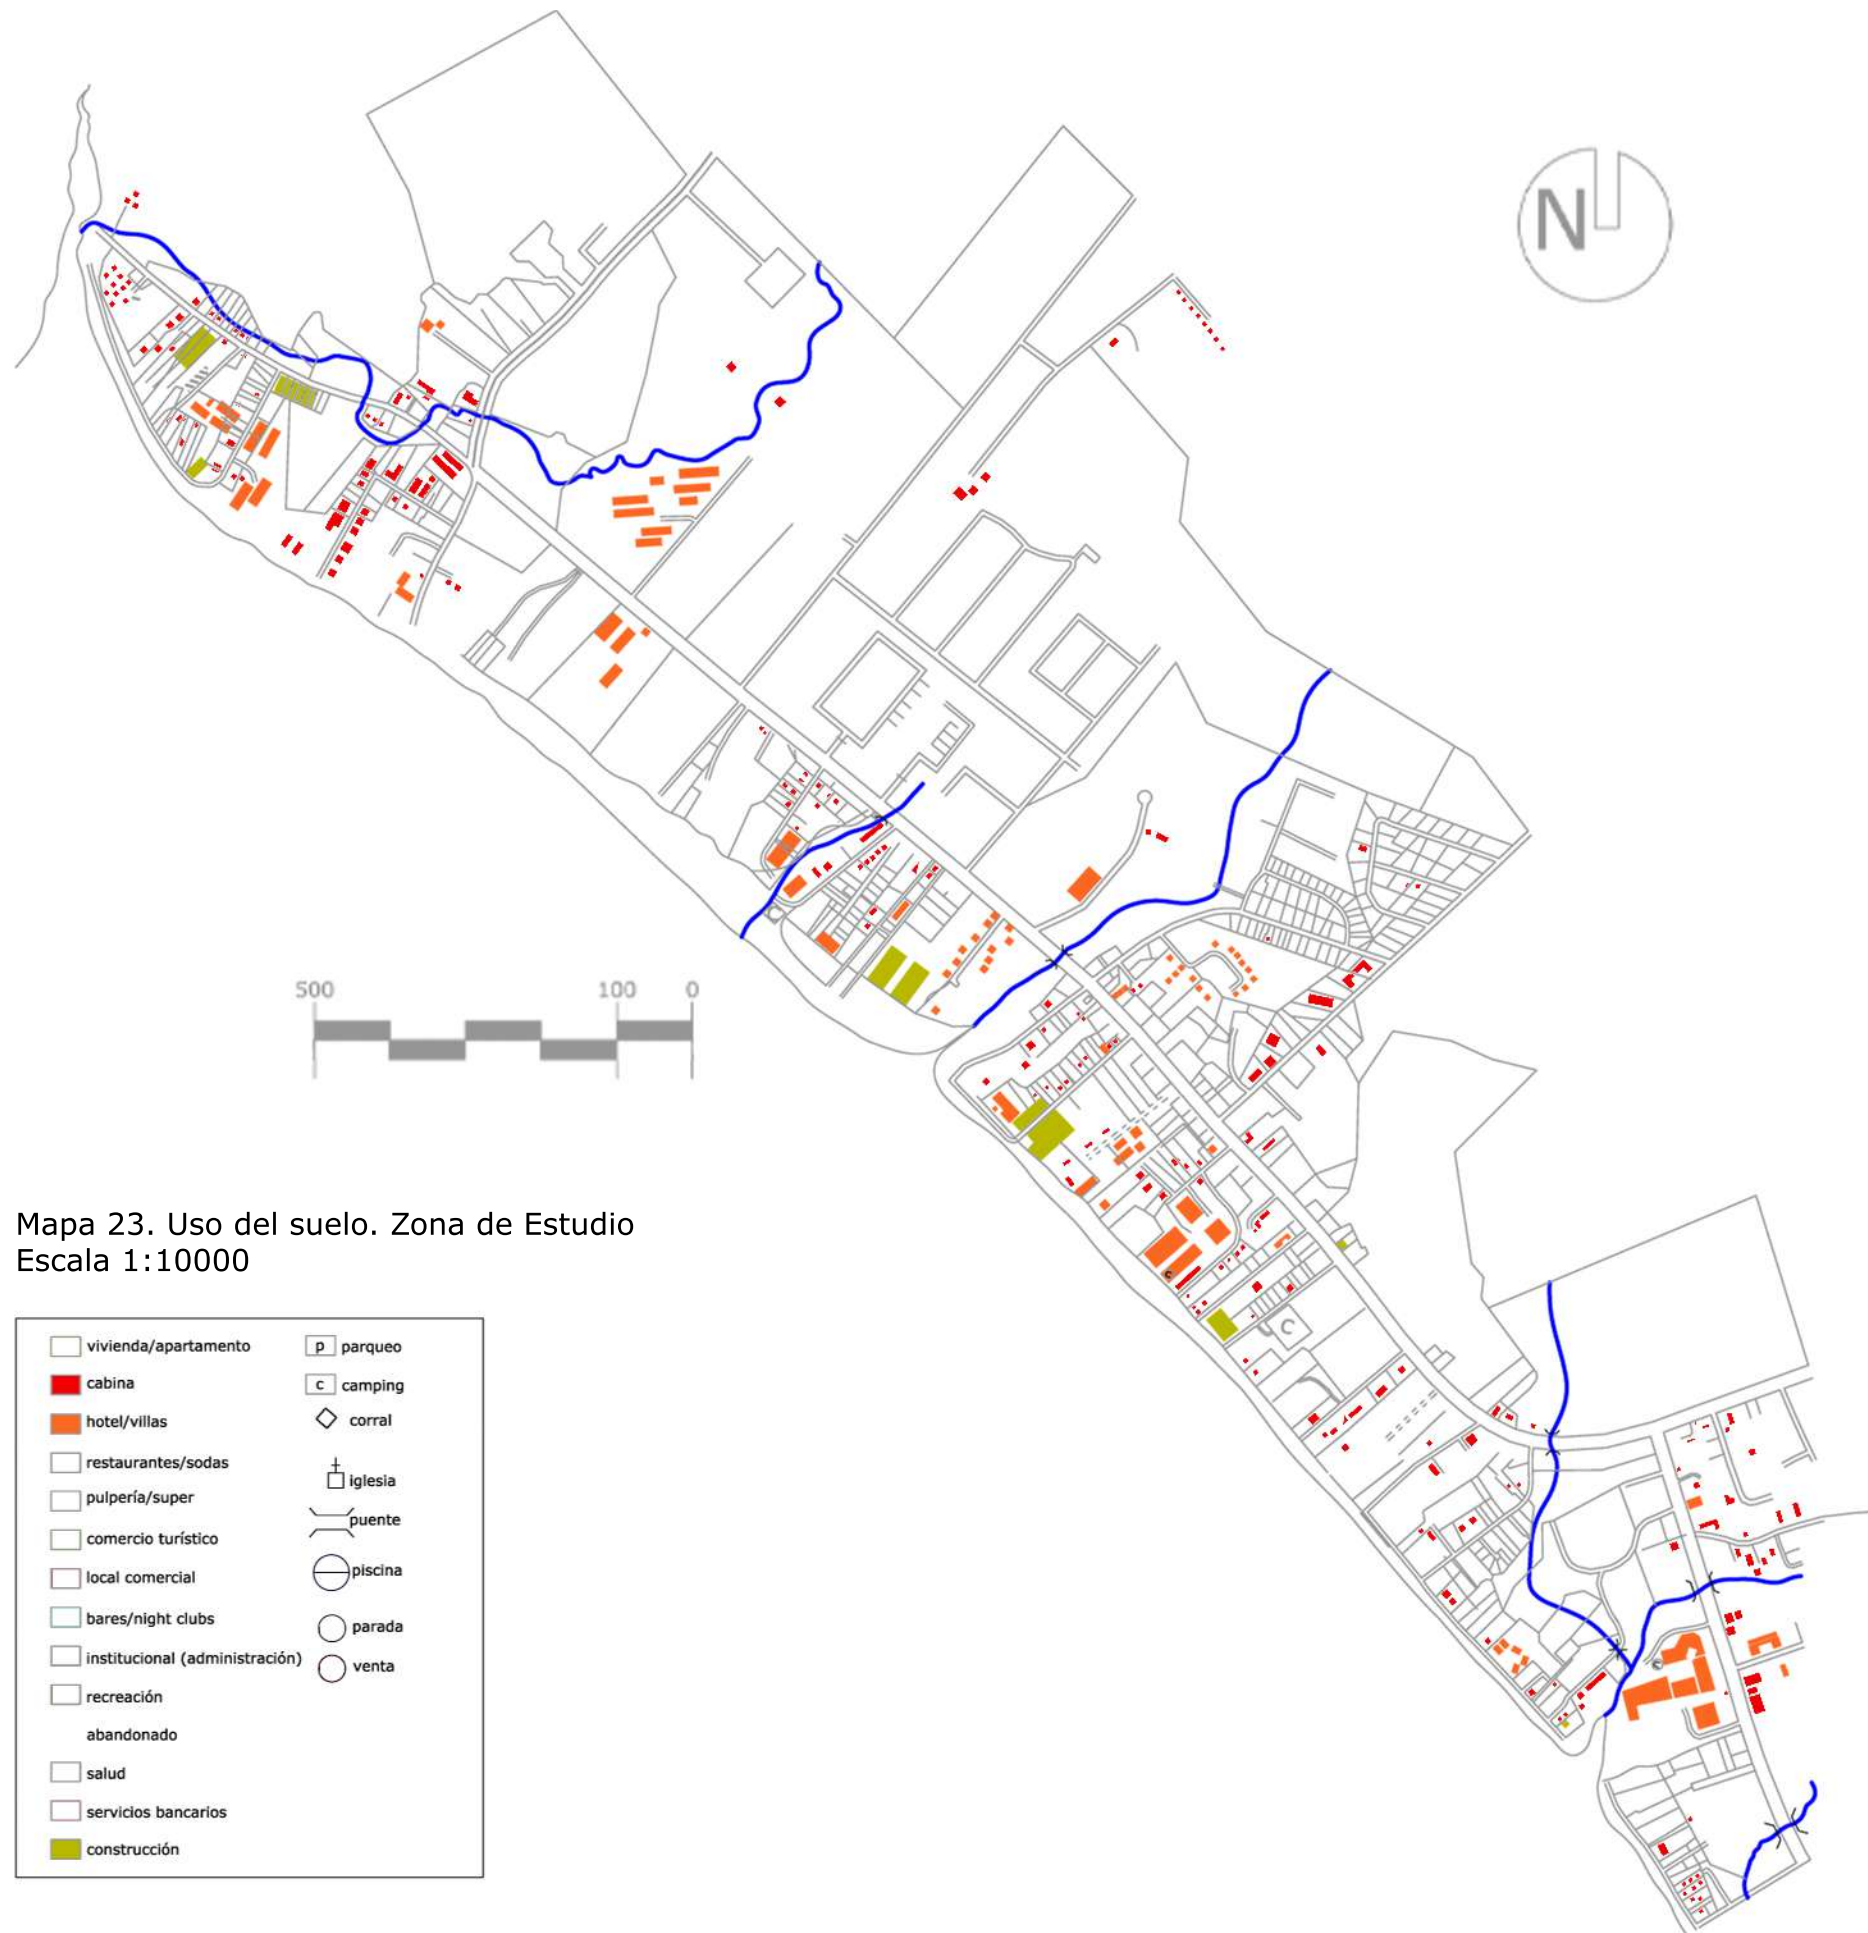 N
500 100 0
C
C
Mapa 23. Uso del suelo. Zona de Estudio
Escala 1:10000
vivienda/apartamento
cabina
hotel/villas
restaurantes/sodas
pulpería/super
comercio turístico
local comercial
bares/night clubs
institucional (administración)
recreación
abandonado
salud
servicios bancarios
construcción
p parqueo
c camping
corral
iglesia
puente
piscina
parada
venta